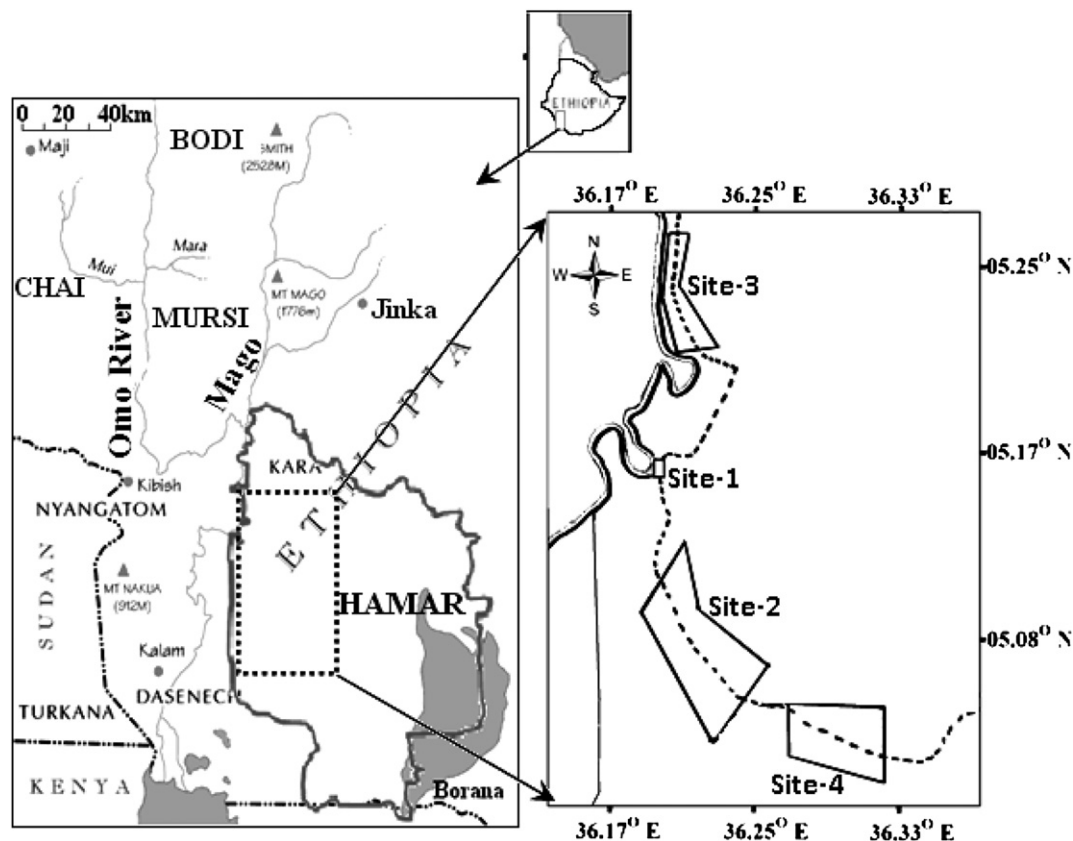 ETHIOPIA
0 20 40km
Maji
BODI
SMITH
(2528M)
Mara
Mui
CHAI
MT MAGO
(1776m)
Jinka
MURSI
Omo River
Mago
ETHIOPIA
KARA
Kibish
NYANGATOM
SUDAN
MT NAKUA
(912M)
HAMAR
Kalam
DASENECH
TURKANA
KENYA
Borana
36.17° E 36.25° E 36.33° E
N
W E
S
05.25° N
Site-3
05.17° N
Site-1
Site-2
05.08° N
Site-4
36.17° E 36.25° E 36.33° E